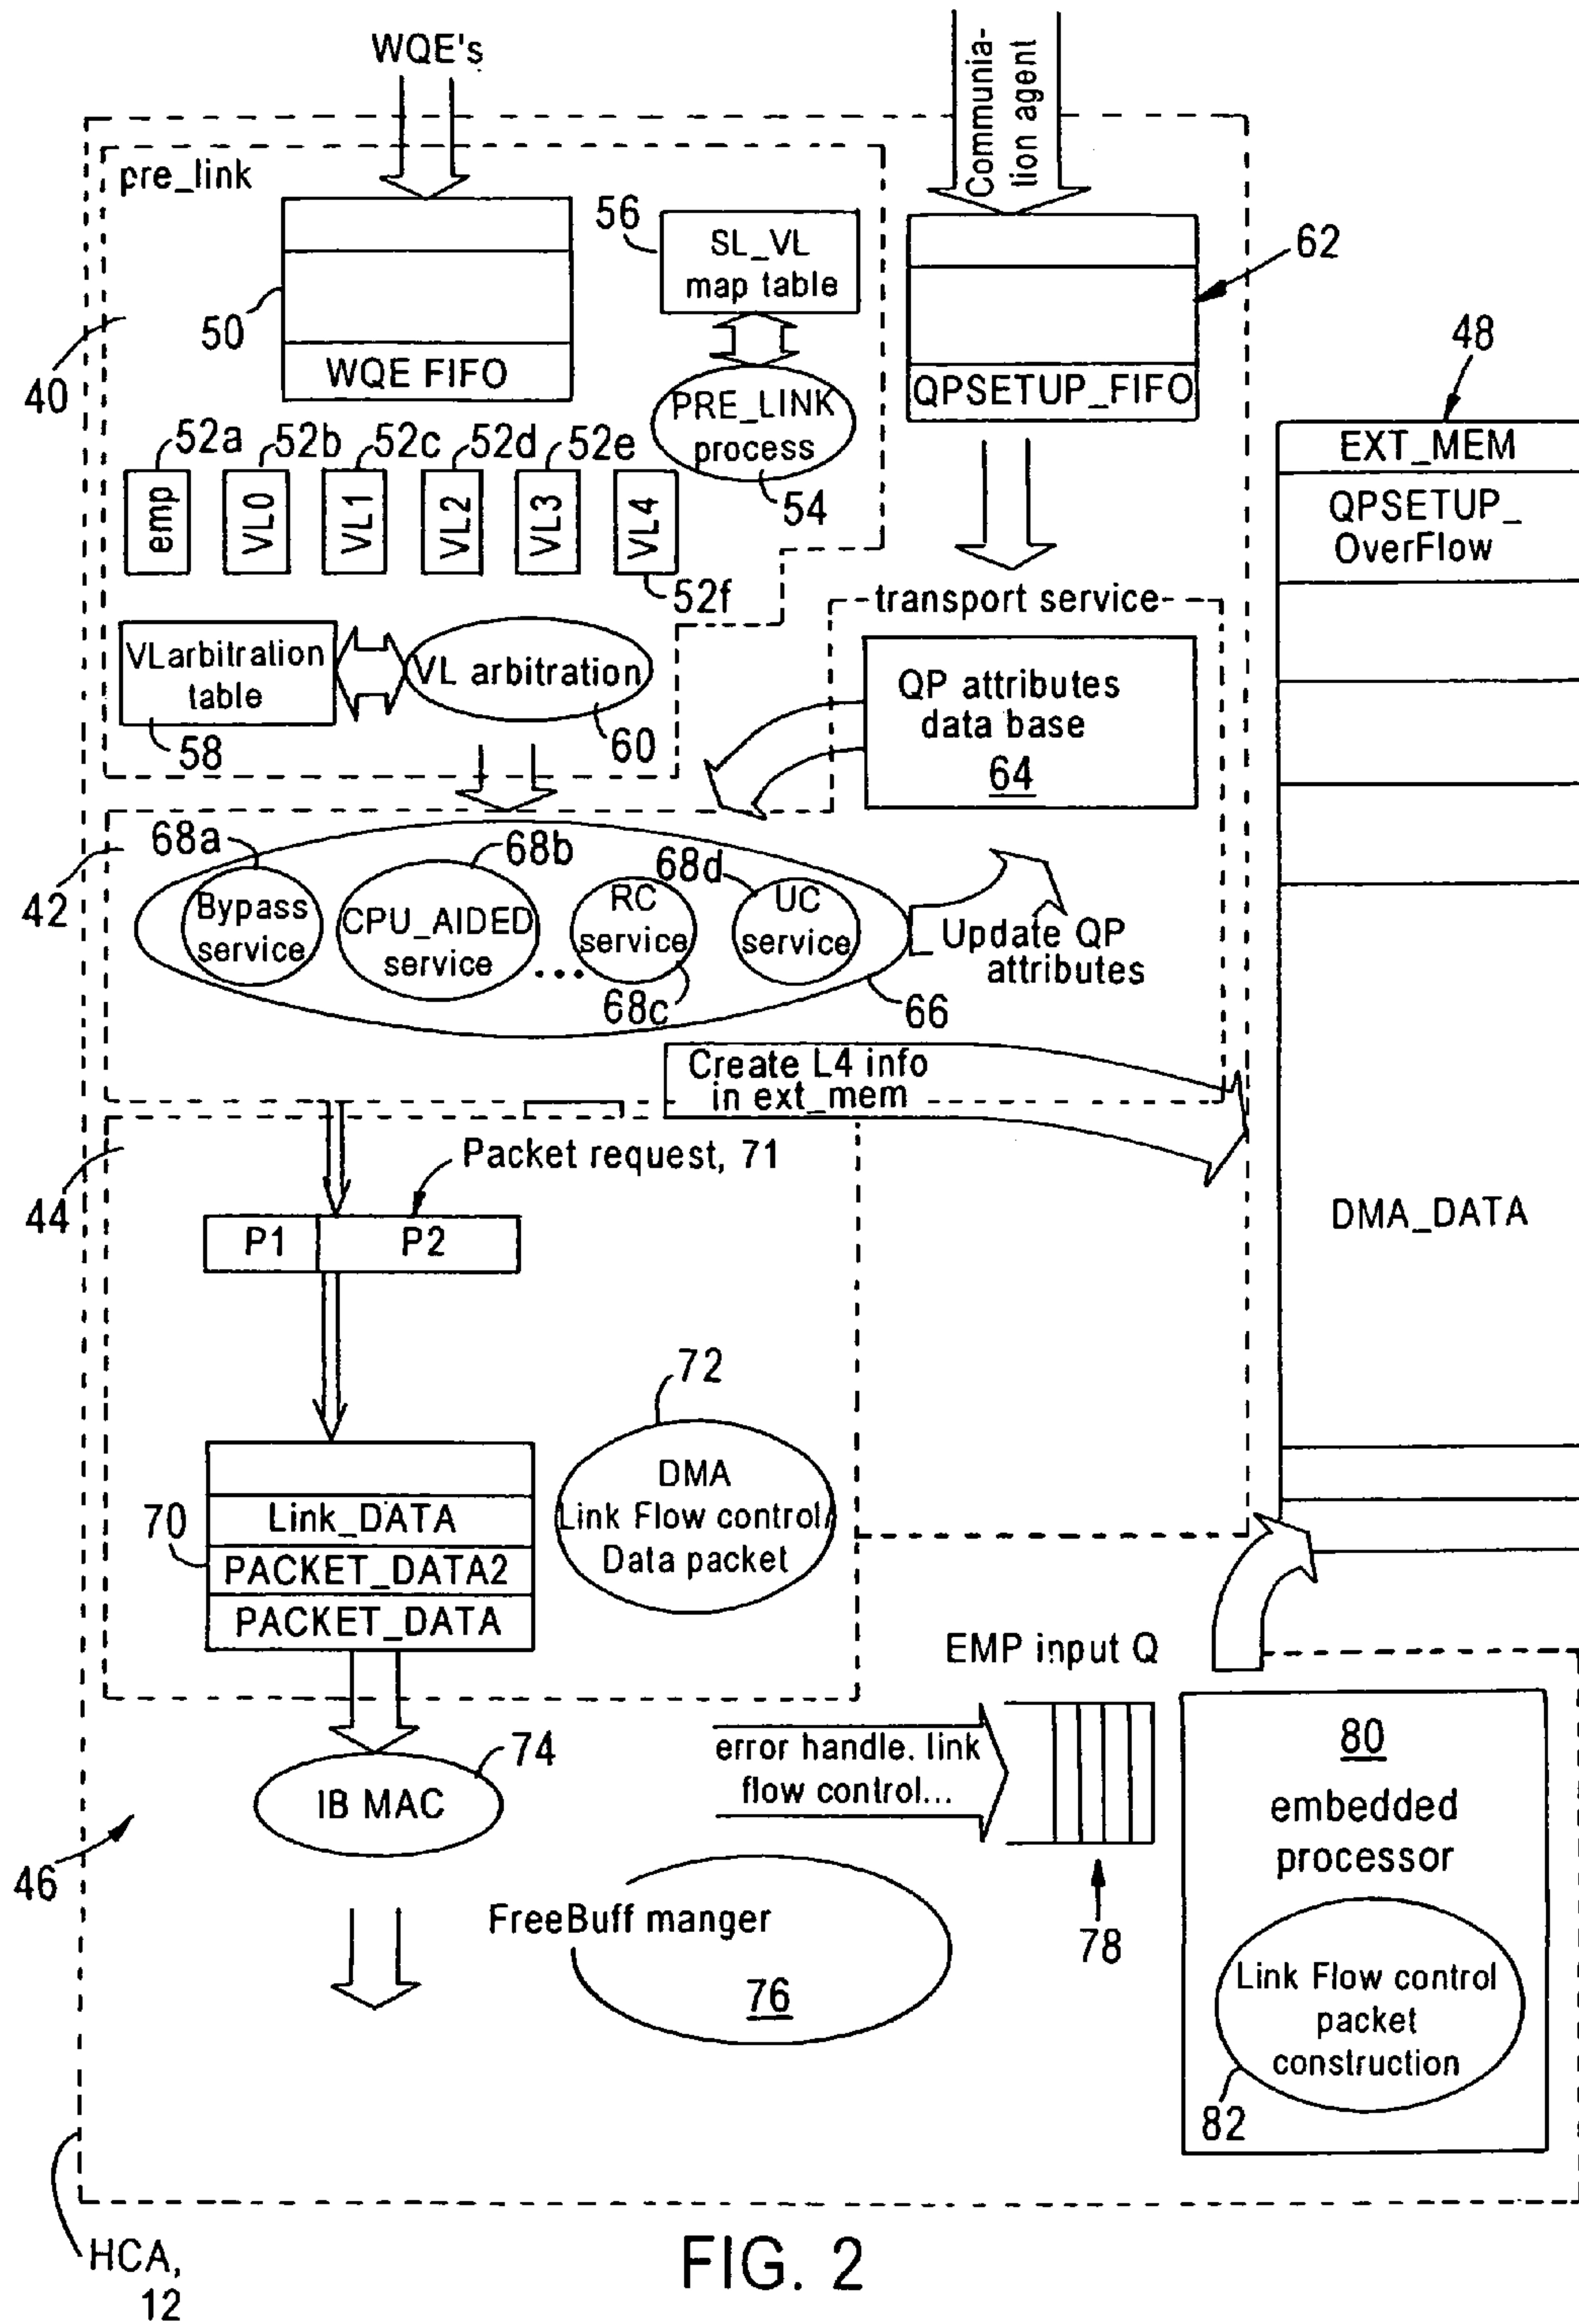 WQE's
Communia-
tion agent
pre_link
56
SL_VL
map table
62
50
WQE FIFO
40
PRE_LINK
process
54
QPSETUP_FIFO
48
EXT_MEM
QPSETUP_
OverFlow
52a
52b
52c
52d
52e
emp
VL0
VL1
VL2
VL3
VL4
52f
transport service
VLarbitration
table
58
VL arbitration
60
QP attributes
data base
64
42
68a
68b
68d
Bypass
service
CPU_AIDED
service
...
RC
service
68c
UC
service
66
Update QP
attributes
Create L4 info
in ext_mem
44
Packet request, 71
P1
P2
DMA_DATA
72
DMA
Link Flow control/
Data packet
70
Link_DATA
PACKET_DATA2
PACKET_DATA
EMP input Q
74
IB MAC
error handle. link
flow control...
78
80
embedded
processor
46
FreeBuff manger
76
Link Flow control
packet
construction
82
HCA,
12
FIG. 2